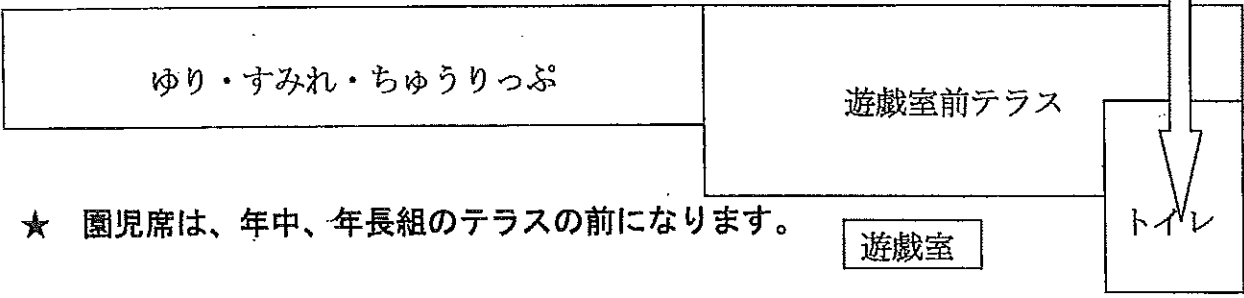 ゆり・すみれ・ちゅうりっぷ
遊戯室前テラス
トイレ
★ 園児席は、年中、年長組のテラスの前になります。
遊戯室